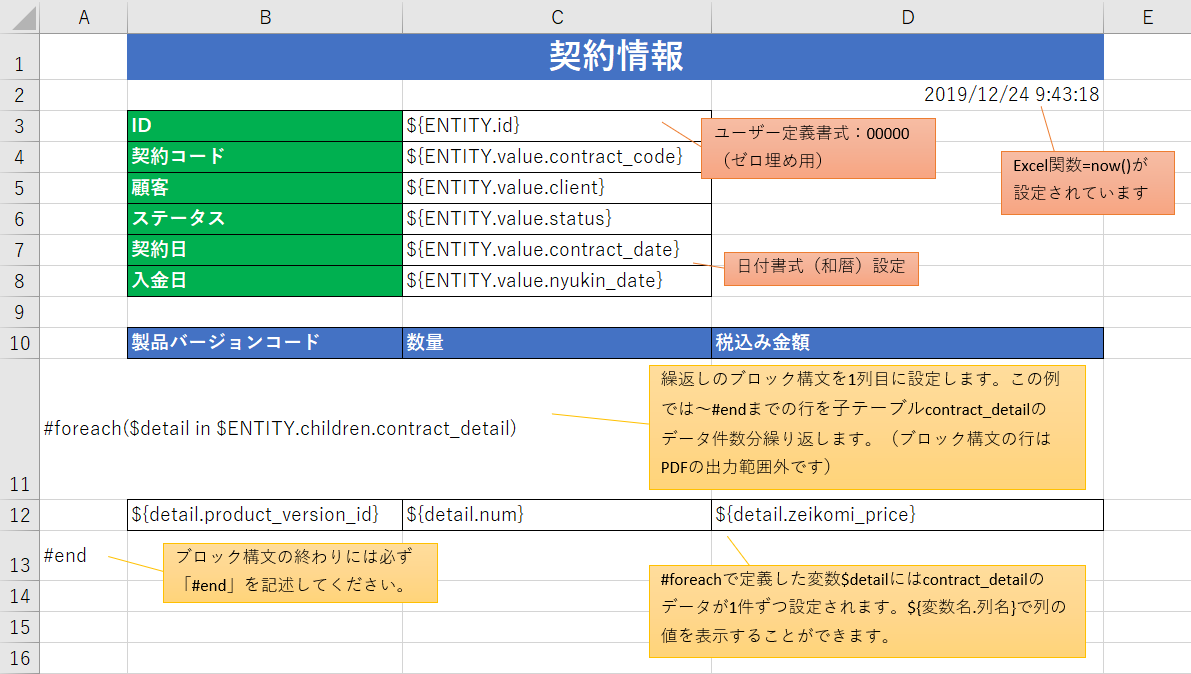 A B C D E
1 契約情報
2 2019/12/24 9:43:18
3 ID ${ENTITY.id}
4 契約コード ${ENTITY.value.contract_code}
5 顧客 ${ENTITY.value.client}
6 ステータス ${ENTITY.value.status}
7 契約日 ${ENTITY.value.contract_date}
8 入金日 ${ENTITY.value.nyukin_date}
ユーザー定義書式：00000
（ゼロ埋め用）
Excel関数=now()が
設定されています
日付書式（和暦）設定
9
10 製品バージョンコード 数量 税込み金額
繰返しのブロック構文を1列目に設定します。この例
では～#endまでの行を子テーブルcontract_detailの
データ件数分繰り返します。（ブロック構文の行は
PDFの出力範囲外です）
#foreach($detail in $ENTITY.children.contract_detail)
11
12 ${detail.product_version_id} ${detail.num} ${detail.zeikomi_price}
13 #end
ブロック構文の終わりには必ず
「#end」を記述してください。
#foreachで定義した変数$detailにはcontract_detailの
データが1件ずつ設定されます。${変数名.列名}で列の
値を表示することができます。
14
15
16